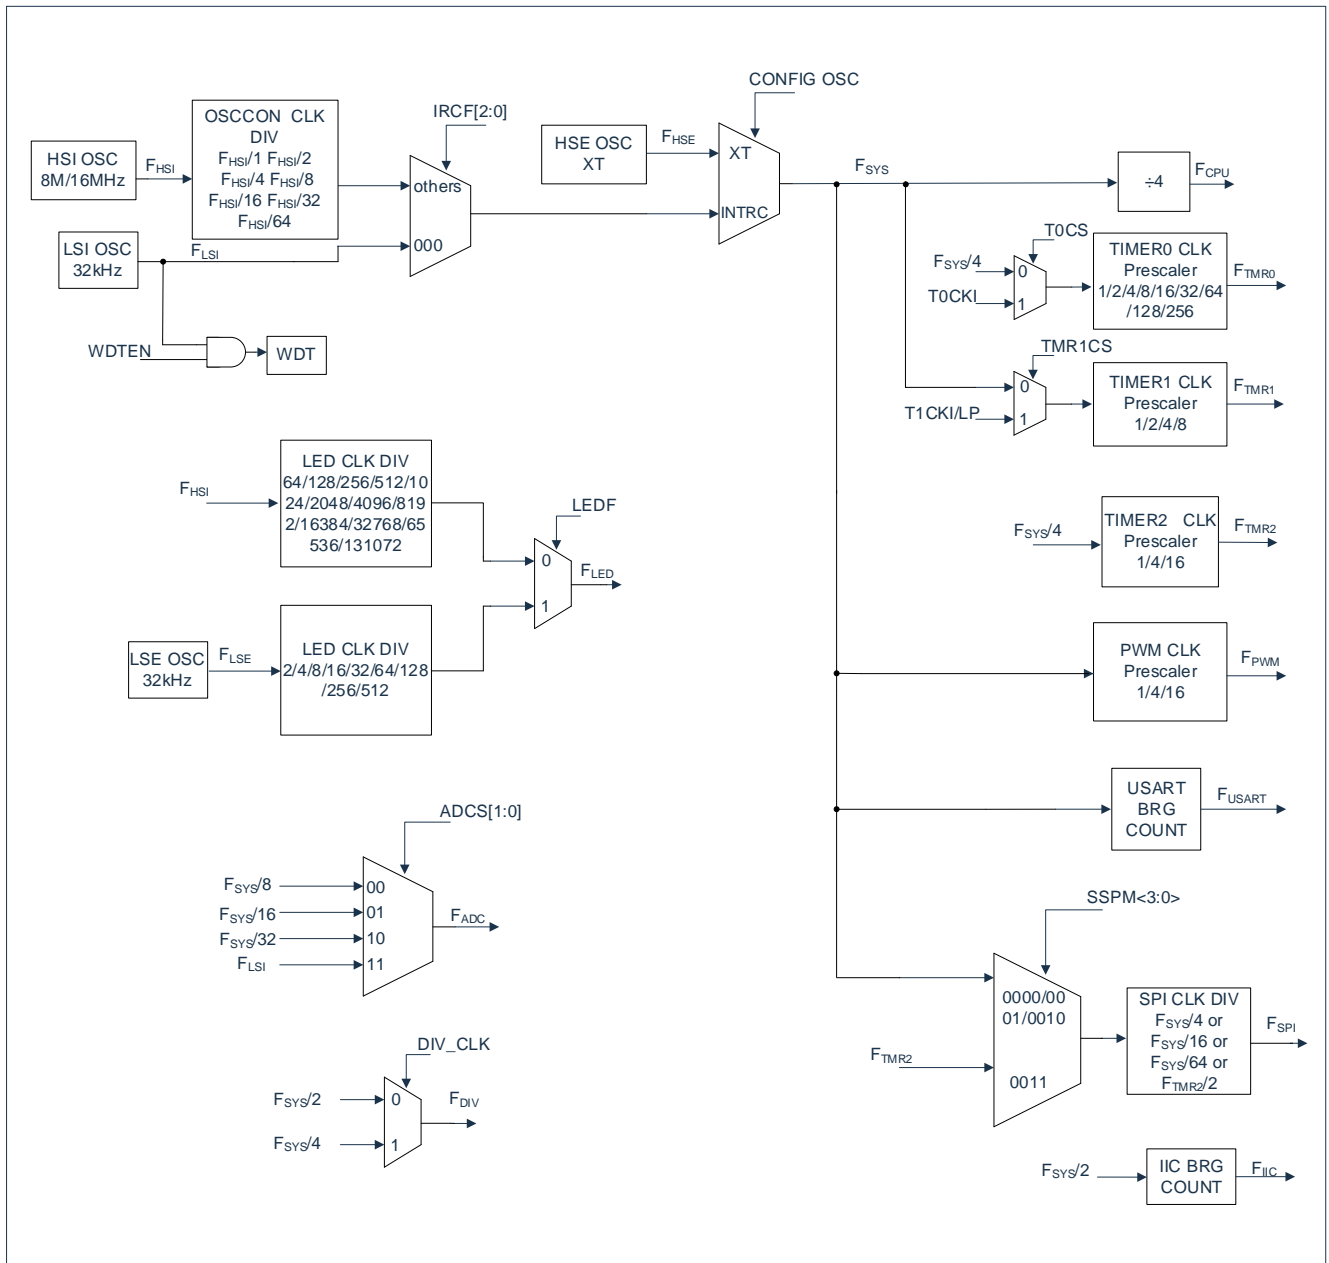 CONFIG OSC
IRCF[2:0]
OSCCON CLK
DIV
FHSI/1 FHSI/2
FHSI/4 FHSI/8
FHSI/16 FHSI/32
FHSI/64
HSI OSC
8M/16MHz
FHSI
others
000
HSE OSC
XT
FHSE
XT
INTRC
FSYS
÷4
FCPU
LSI OSC
32kHz
FLSI
WDTEN
WDT
T0CS
FSYS/4
T0CKI
0
1
TIMER0 CLK
Prescaler
1/2/4/8/16/32/64
/128/256
FTMR0
TMR1CS
T1CKI/LP
0
1
TIMER1 CLK
Prescaler
1/2/4/8
FTMR1
LED CLK DIV
64/128/256/512/10
24/2048/4096/819
2/16384/32768/65
536/131072
FHSI
LEDF
0
1
FLED
FSYS/4
TIMER2 CLK
Prescaler
1/4/16
FTMR2
LSE OSC
32kHz
FLSE
LED CLK DIV
2/4/8/16/32/64/128
/256/512
PWM CLK
Prescaler
1/4/16
FPWM
USART
BRG
COUNT
FUSART
ADCS[1:0]
FSYS/8
FSYS/16
FSYS/32
FLSI
00
01
10
11
FADC
SSPM<3:0>
0000/00
01/0010
0011
FTMR2
SPI CLK DIV
FSYS/4 or
FSYS/16 or
FSYS/64 or
FTMR2/2
FSPI
DIV_CLK
FSYS/2
FSYS/4
0
1
FDIV
FSYS/2
IIC BRG
COUNT
FIIC